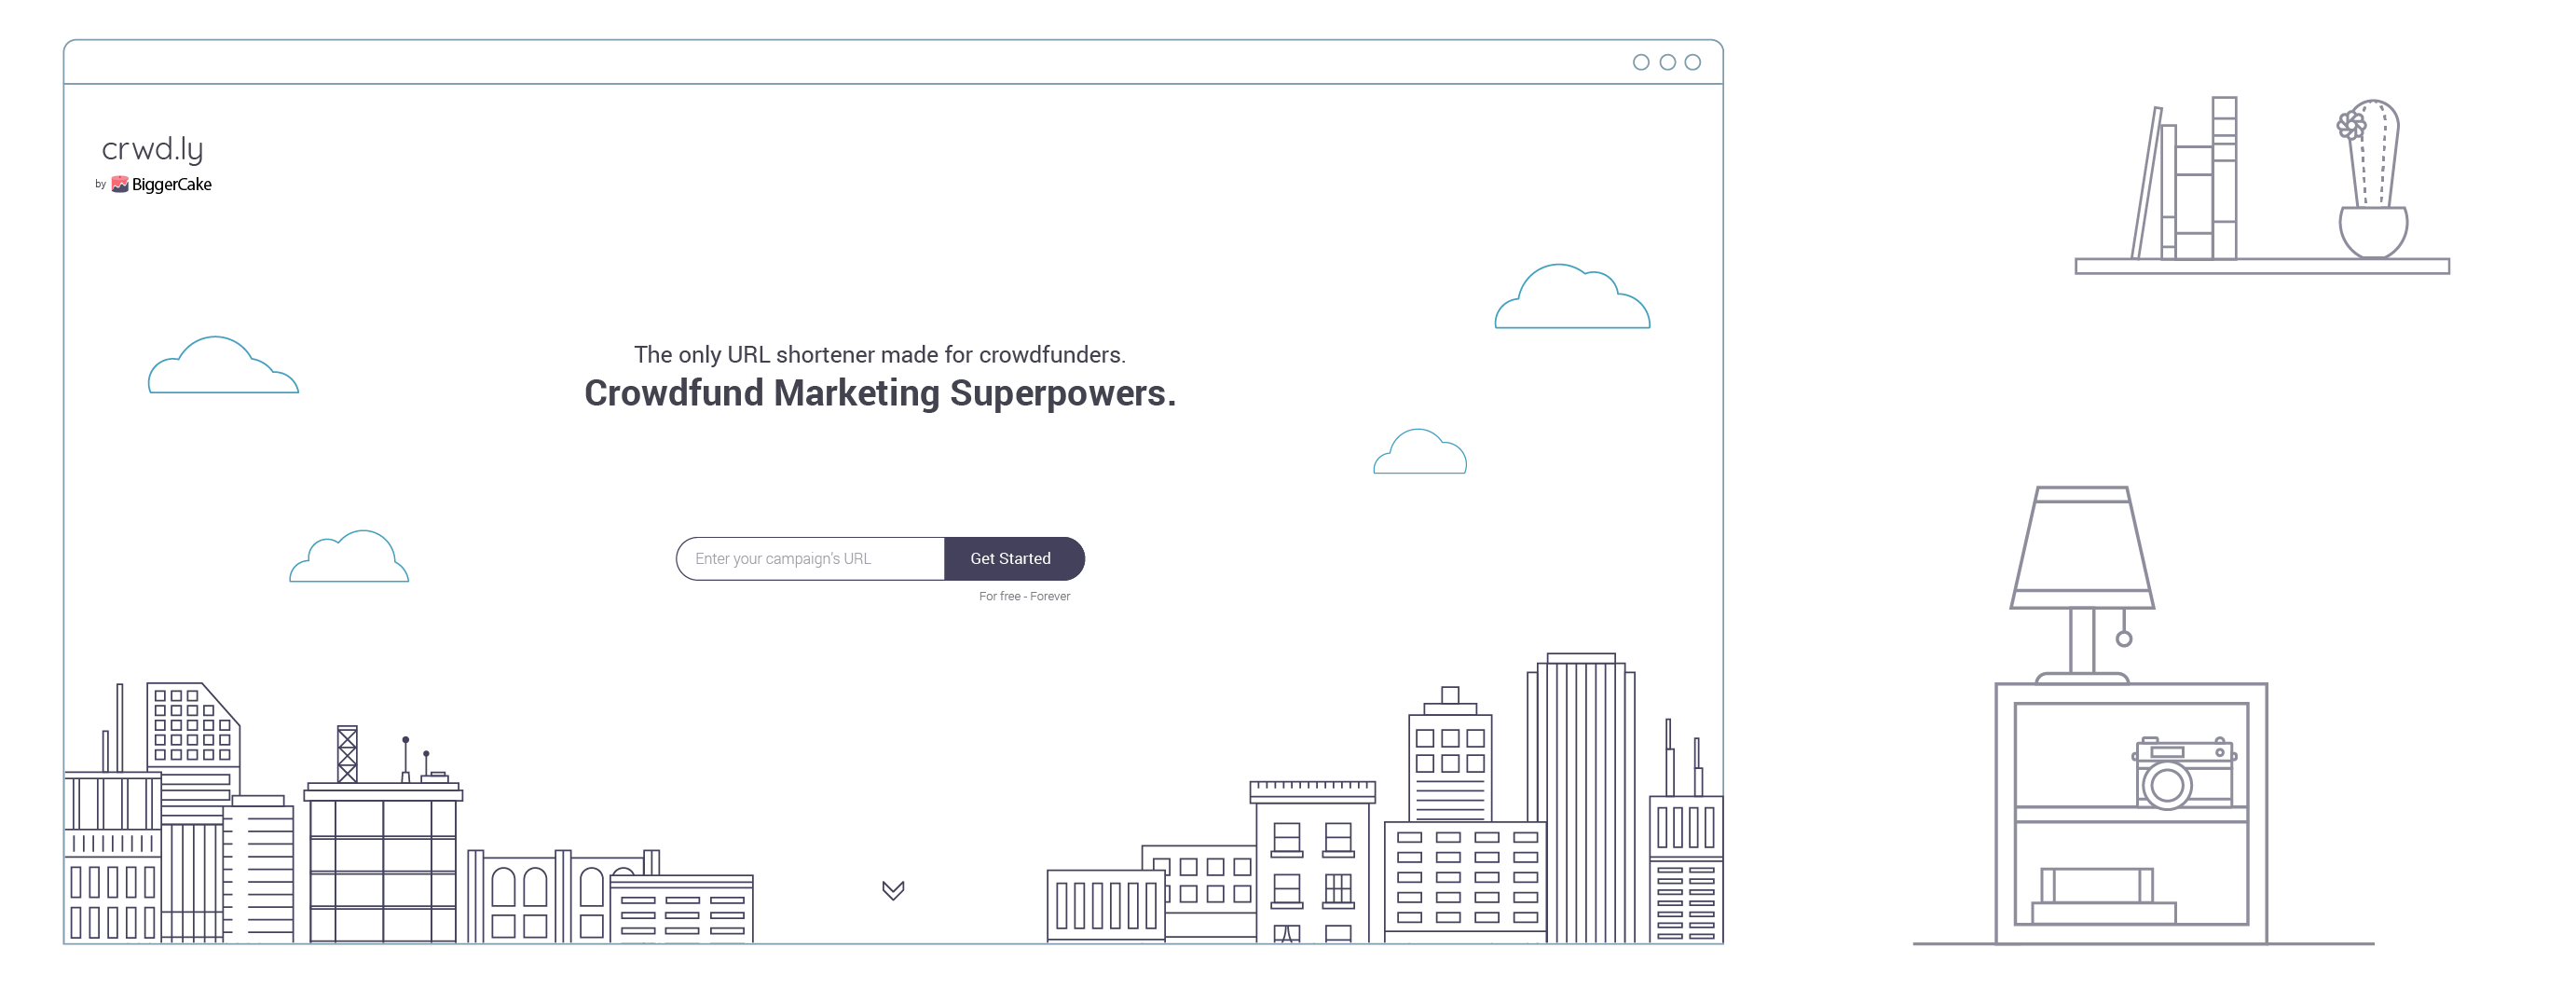 crwd.ly
by BiggerCake
The only URL shortener made for crowdfunders.
Crowdfund Marketing Superpowers.
Enter your campaign's URL
Get Started
For free - Forever